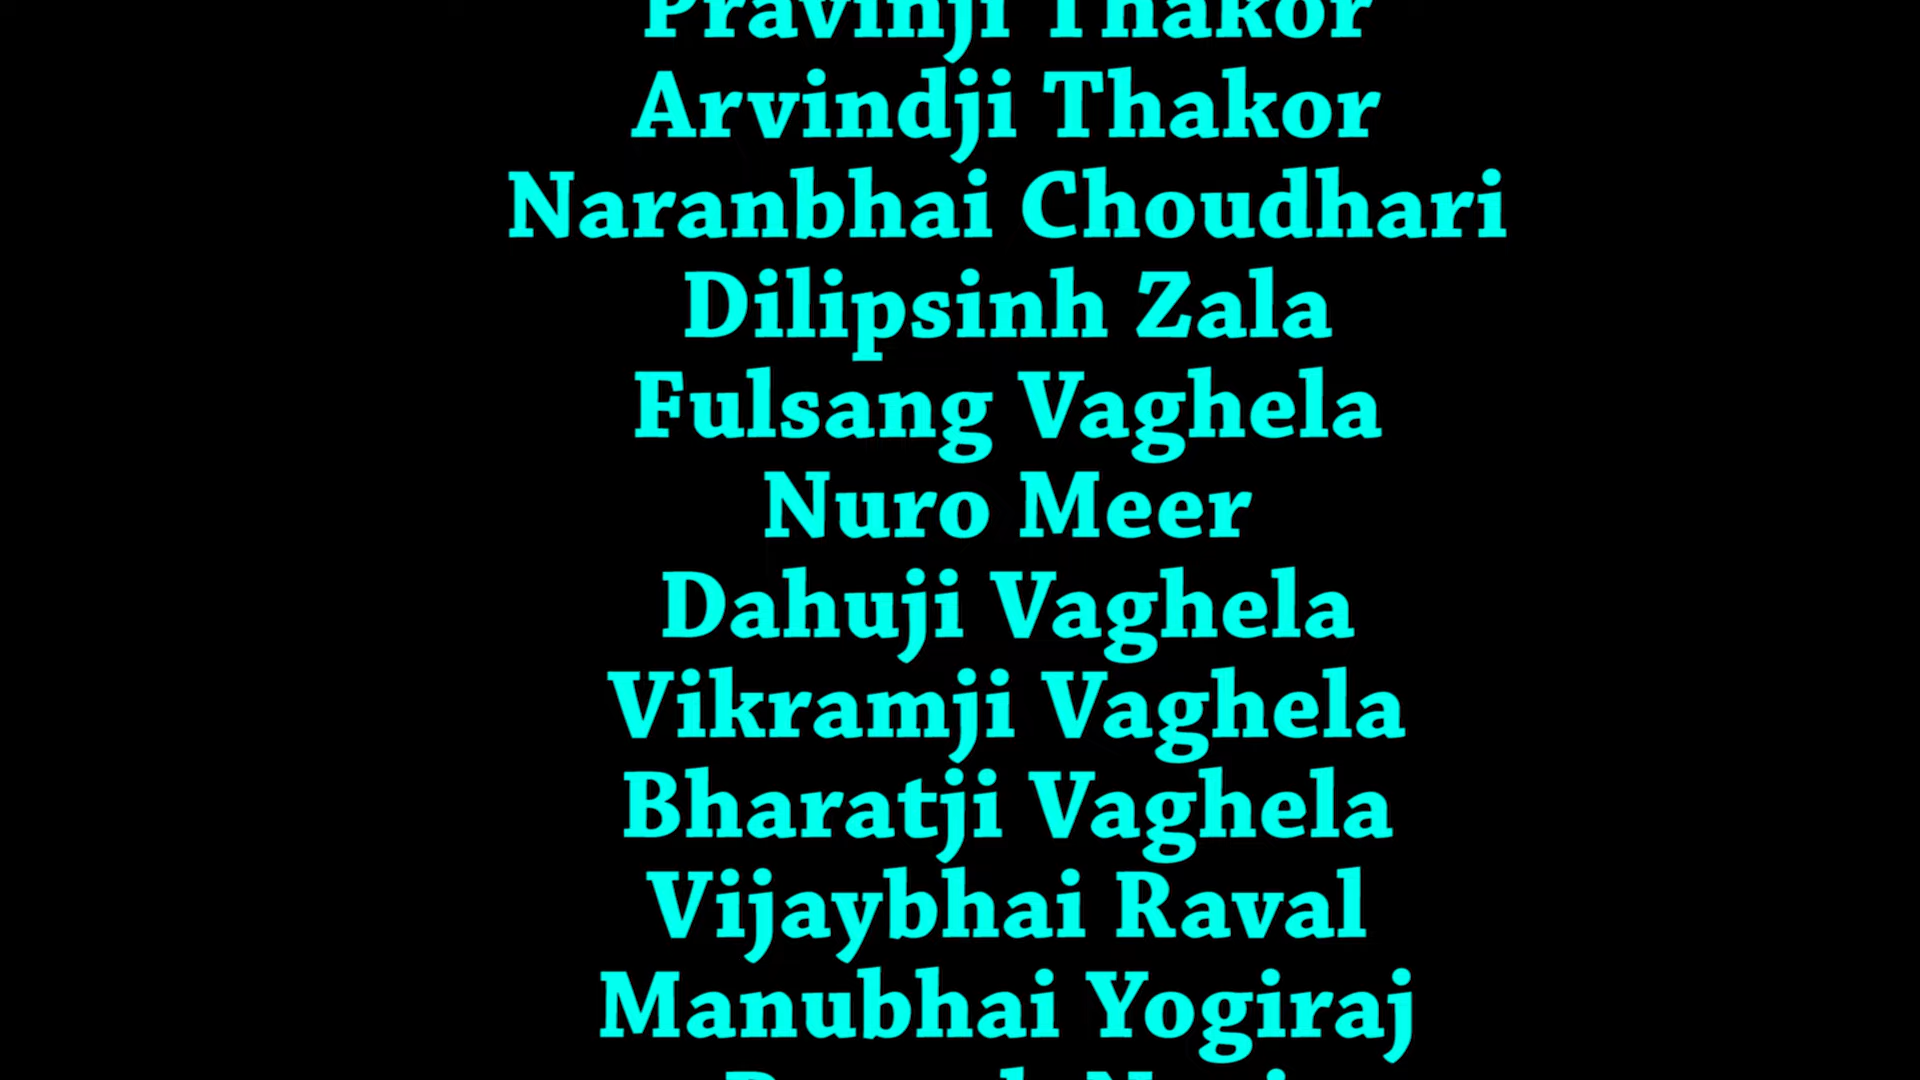 Pravinji Thakor
Arvindji Thakor
Naranbhai Choudhari
Dilipsinh Zala
Fulsang Vaghela
Nuro Meer
Dahuji Vaghela
Vikramji Vaghela
Bharatji Vaghela
Vijaybhai Raval
Manubhai Yogiraj